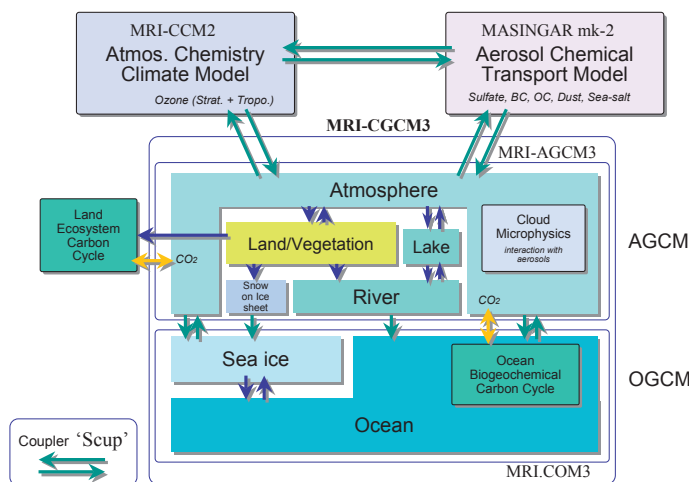 MRI-CCM2
Atmos. Chemistry
Climate Model
Ozone (Strat. + Tropo.)
MASINGAR mk-2
Aerosol Chemical
Transport Model
Sulfate, BC, OC, Dust, Sea-salt
MRI-CGCM3
MRI-AGCM3
Atmosphere
Land
Ecosystem
Carbon
Cycle
CO2
Land/Vegetation
Lake
Cloud
Microphysics
interaction with
aerosols
AGCM
Snow
on Ice
sheet
River
CO2
Sea ice
Ocean
Biogeochemical
Carbon Cycle
OGCM
Ocean
Coupler 'Scup'
MRI.COM3